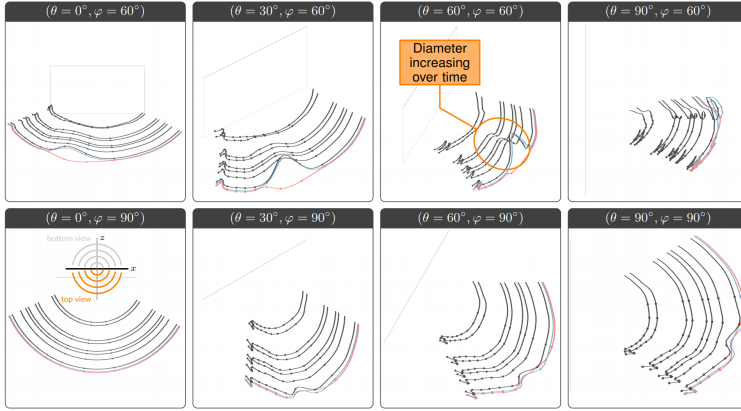 (θ = 0°, φ = 60°)
(θ = 30°, φ = 60°)
(θ = 60°, φ = 60°)
(θ = 90°, φ = 60°)
Diameter
increasing
over time
(θ = 0°, φ = 90°)
(θ = 30°, φ = 90°)
(θ = 60°, φ = 90°)
(θ = 90°, φ = 90°)
bottom view
z
x
top view